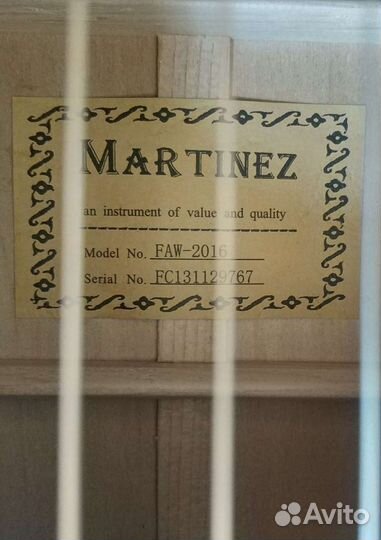 MARTINEZ
an instrument of value and quality
Model No. FAW-2016
Serial No. FC131129767
Avito